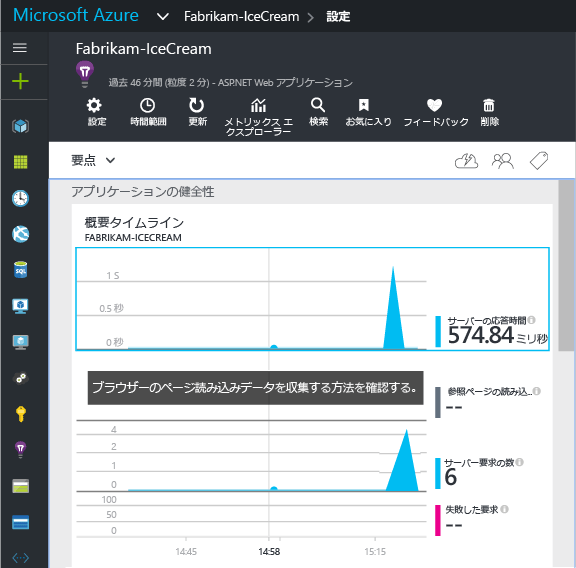 Microsoft Azure Fabrikam-IceCream 設定
Fabrikam-IceCream
過去 46 分間 (粒度 2 分) - ASP.NET Web アプリケーション
設定 時間範囲 更新 メトリックス エクスプローラー 検索 お気に入り フィードバック 削除
要点
アプリケーションの健全性
概要タイムライン
FABRIKAM-ICECREAM
1 S
0.5 秒
0 秒
サーバーの応答時間
574.84 ミリ秒
ブラウザーのページ読み込みデータを収集する方法を確認する。
参照ページの読み込...
--
4
2
1
0
サーバー要求の数
6
100
50
0
失敗した要求
--
14:45 14:58 15:15